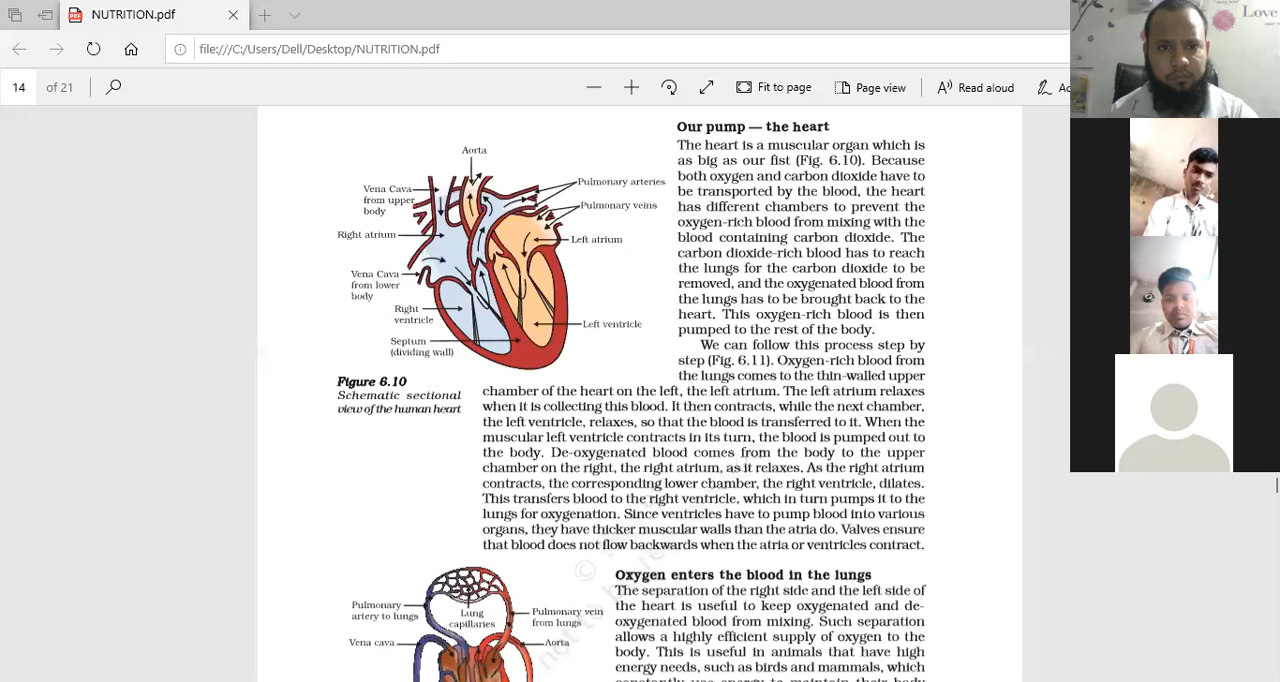 NUTRITION.pdf
file:///C:/Users/Dell/Desktop/NUTRITION.pdf
14 of 21
Fit to page
Page view
Read aloud
Love
Our pump — the heart
The heart is a muscular organ which is
as big as our fist (Fig. 6.10). Because
both oxygen and carbon dioxide have to
be transported by the blood, the heart
has different chambers to prevent the
oxygen-rich blood from mixing with the
blood containing carbon dioxide. The
carbon dioxide-rich blood has to reach
the lungs for the carbon dioxide to be
removed, and the oxygenated blood from
the lungs has to be brought back to the
heart. This oxygen-rich blood is then
pumped to the rest of the body.
We can follow this process step by
step (Fig. 6.11). Oxygen-rich blood from
the lungs comes to the thin-walled upper
chamber of the heart on the left, the left atrium. The left atrium relaxes
when it is collecting this blood. It then contracts, while the next chamber,
the left ventricle, relaxes, so that the blood is transferred to it. When the
muscular left ventricle contracts in its turn, the blood is pumped out to
the body. De-oxygenated blood comes from the body to the upper
chamber on the right, the right atrium, as it relaxes. As the right atrium
contracts, the corresponding lower chamber, the right ventricle, dilates.
This transfers blood to the right ventricle, which in turn pumps it to the
lungs for oxygenation. Since ventricles have to pump blood into various
organs, they have thicker muscular walls than the atria do. Valves ensure
that blood does not flow backwards when the atria or ventricles contract.
Aorta
Vena Cava
from upper
body
Right atrium
Vena Cava
from lower
body
Right
ventricle
Septum
(dividing wall)
Pulmonary arteries
Pulmonary veins
Left atrium
Left ventricle
Figure 6.10
Schematic sectional
view of the human heart
Pulmonary
artery to lungs
Vena cava
Lung
capillaries
Pulmonary vein
from lungs
Aorta
Oxygen enters the blood in the lungs
The separation of the right side and the left side of
the heart is useful to keep oxygenated and de-
oxygenated blood from mixing. Such separation
allows a highly efficient supply of oxygen to the
body. This is useful in animals that have high
energy needs, such as birds and mammals, which
constantly use energy to maintain their body
© not to be